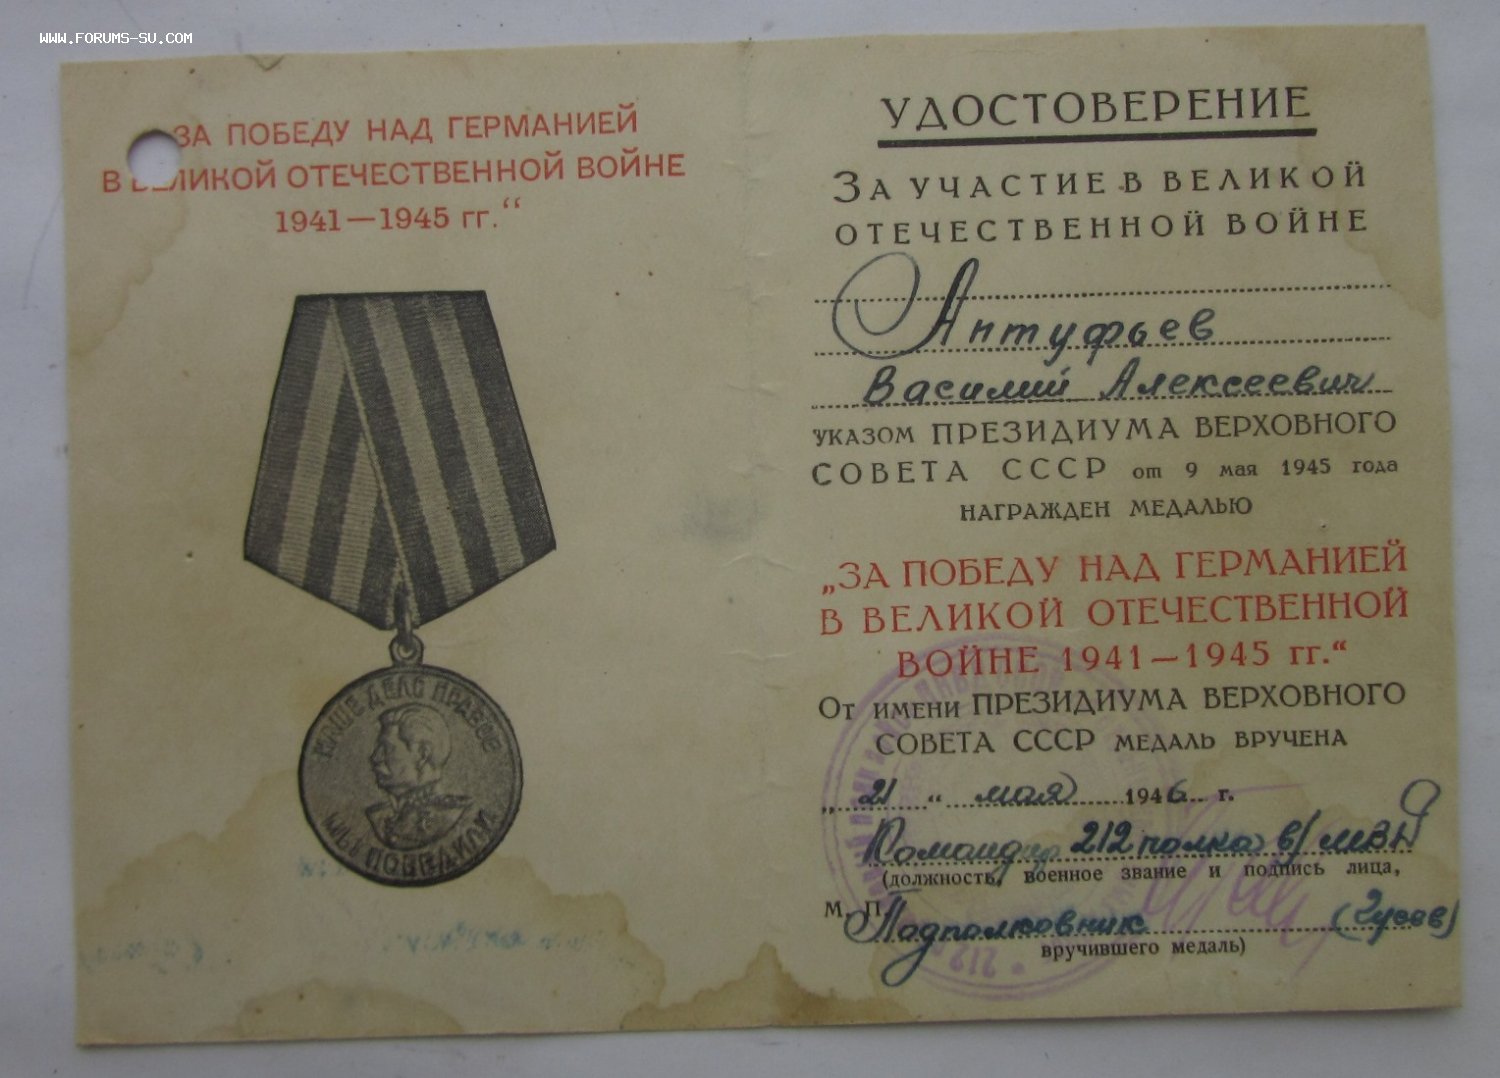 WWW.FORUMS-SU.COM
ЗА ПОБЕДУ НАД ГЕРМАНИЕЙ
В ВЕЛИКОЙ ОТЕЧЕСТВЕННОЙ ВОЙНЕ
1941—1945 гг.“
НАШЕ ДЕЛО ПРАВОЕ
МЫ ПОБЕДИЛИ
УДОСТОВЕРЕНИЕ
ЗА УЧАСТИЕ В ВЕЛИКОЙ
ОТЕЧЕСТВЕННОЙ ВОЙНЕ
Антуфьев
Василий Алексеевич
УКАЗОМ ПРЕЗИДИУМА ВЕРХОВНОГО
СОВЕТА СССР от 9 мая 1945 года
НАГРАЖДЕН МЕДАЛЬЮ
„ЗА ПОБЕДУ НАД ГЕРМАНИЕЙ
В ВЕЛИКОЙ ОТЕЧЕСТВЕННОЙ
ВОЙНЕ 1941—1945 гг.“
От имени ПРЕЗИДИУМА ВЕРХОВНОГО
СОВЕТА СССР МЕДАЛЬ ВРУЧЕНА
„21“ мая 1946 г.
Командир 212 полка в/ МВД
(должность, военное звание и подпись лица,
М. П.
Подполковник (Гусев)
вручившего медаль)